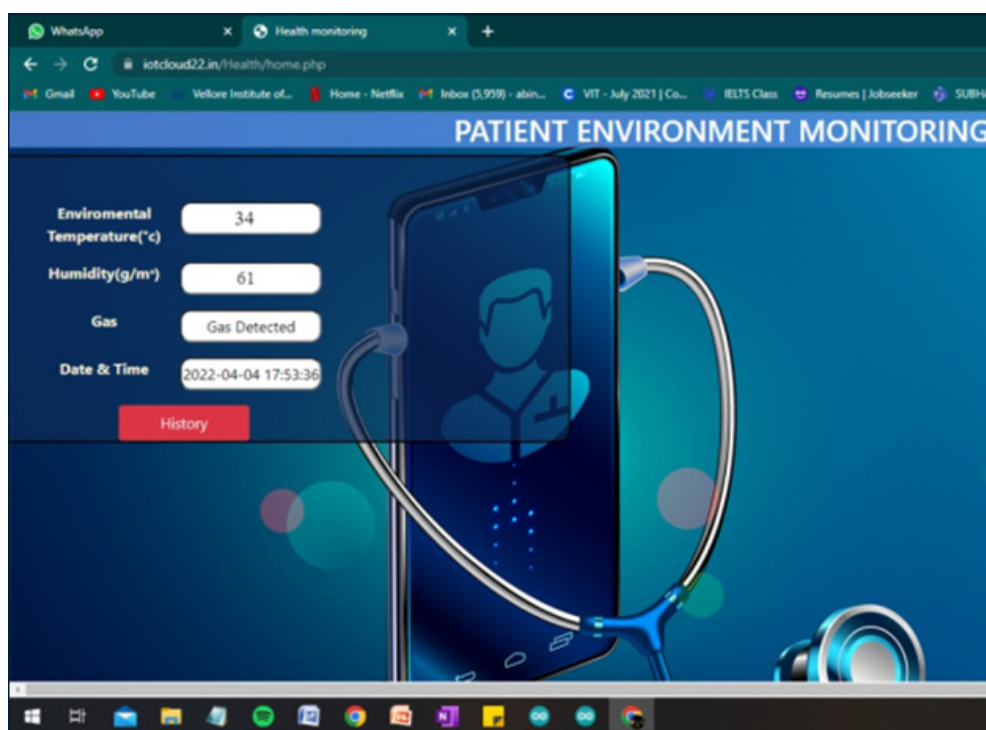 WhatsApp
Health monitoring
iotcloud22.in/Health/home.php
Gmail YouTube Vellore Institute of... Home - Netflix Inbox (5,959) - abin... VIT - July 2021 | Co... IELTS Class Resumes | Jobseeker SUBH
PATIENT ENVIRONMENT MONITORING
Enviromental
Temperature(°c)
34
Humidity(g/m³)
61
Gas
Gas Detected
Date & Time
2022-04-04 17:53:36
History